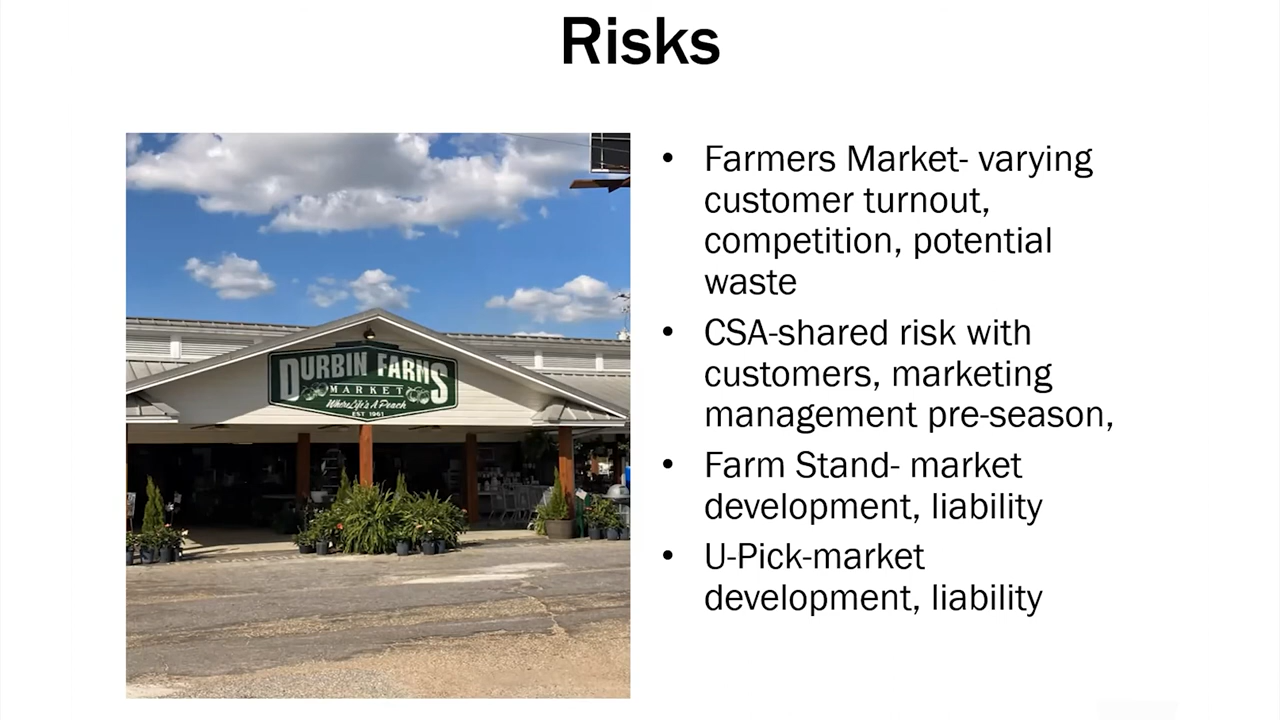 Risks
• Farmers Market- varying
customer turnout,
competition, potential
waste
• CSA-shared risk with
customers, marketing
management pre-season,
• Farm Stand- market
development, liability
• U-Pick-market
development, liability
DURBIN FARMS
MARKET
Where Life's A Peach
EST 1961